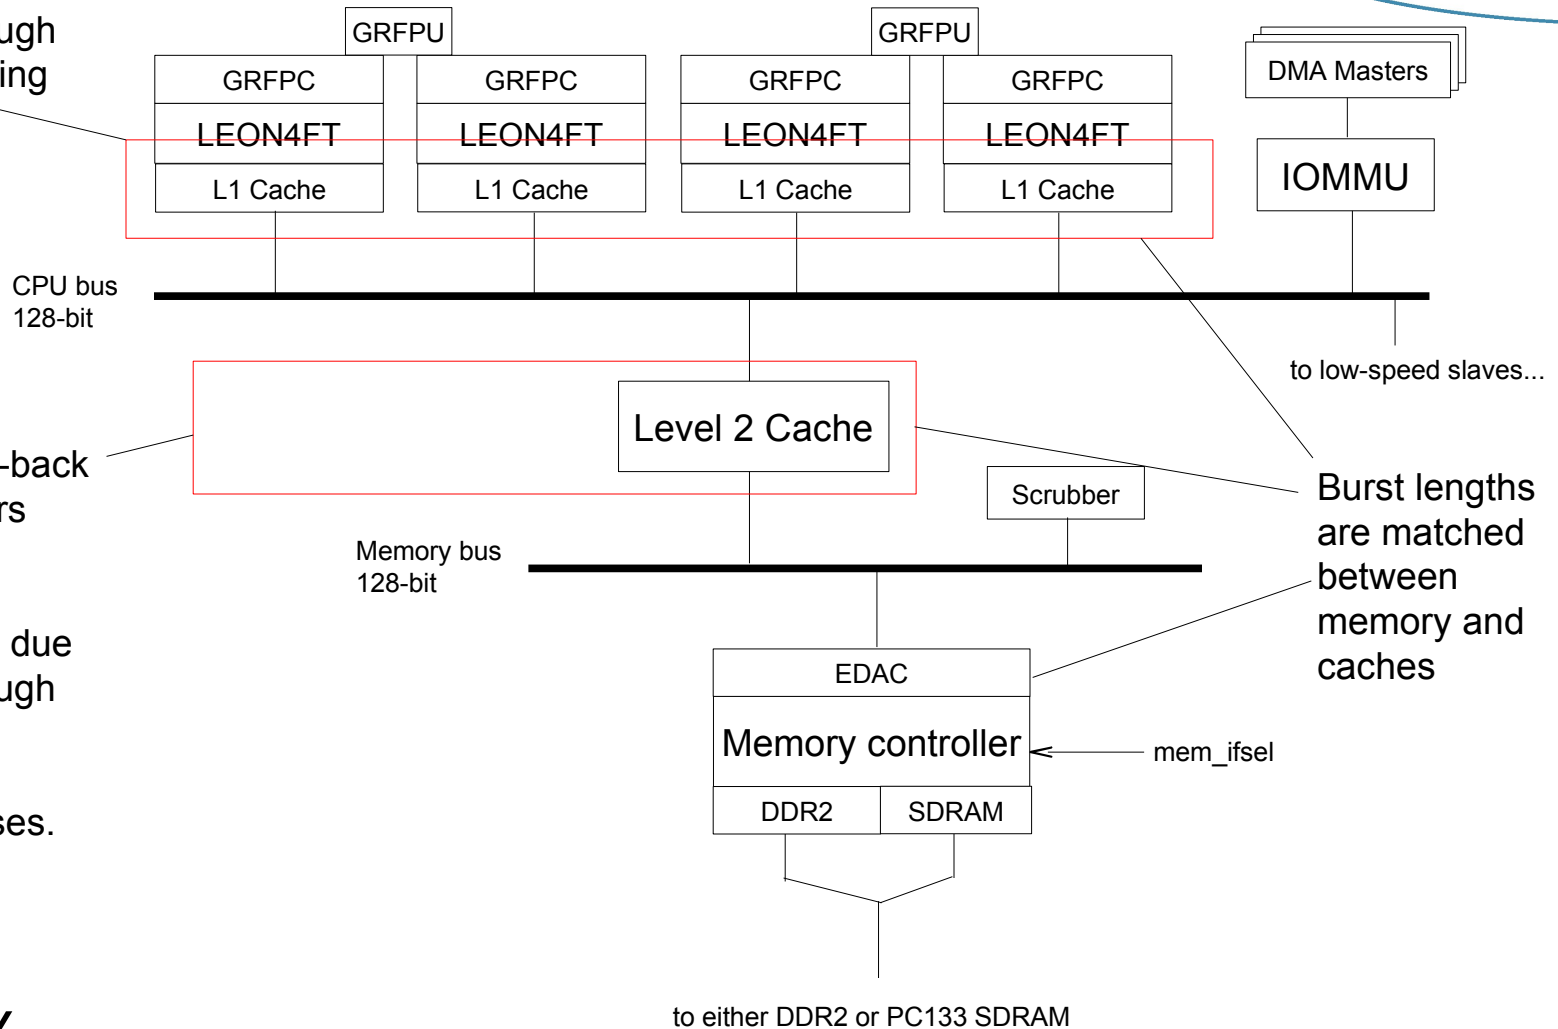 GRFPU
GRFPU
GRFPC
GRFPC
GRFPC
GRFPC
DMA Masters
LEON4FT
LEON4FT
LEON4FT
LEON4FT
IOMMU
L1 Cache
L1 Cache
L1 Cache
L1 Cache
CPU bus
128-bit
to low-speed slaves...
Level 2 Cache
-back
Scrubber
Burst lengths
are matched
between
memory and
caches
Memory bus
128-bit
due
EDAC
Memory controller
mem_ifsel
DDR2
SDRAM
to either DDR2 or PC133 SDRAM